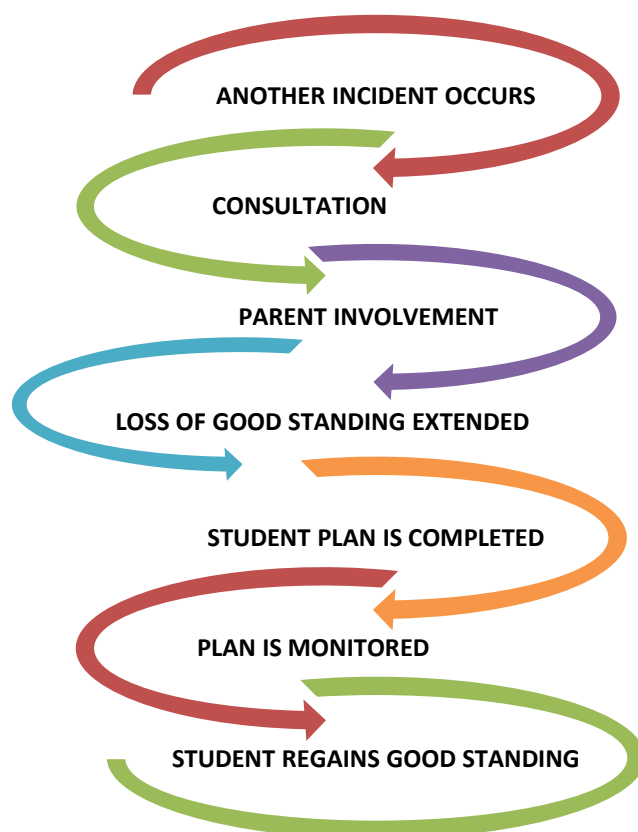 ANOTHER INCIDENT OCCURS
CONSULTATION
PARENT INVOLVEMENT
LOSS OF GOOD STANDING EXTENDED
STUDENT PLAN IS COMPLETED
PLAN IS MONITORED
STUDENT REGAINS GOOD STANDING